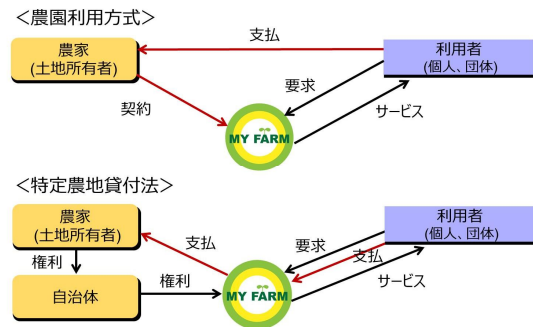 <農園利用方式>
支払
農家
(土地所有者)
利用者
(個人、団体)
要求
契約
サービス
MY FARM
<特定農地貸付法>
農家
(土地所有者)
支払
要求
利用者
(個人、団体)
支払
権利
サービス
自治体
権利
MY FARM